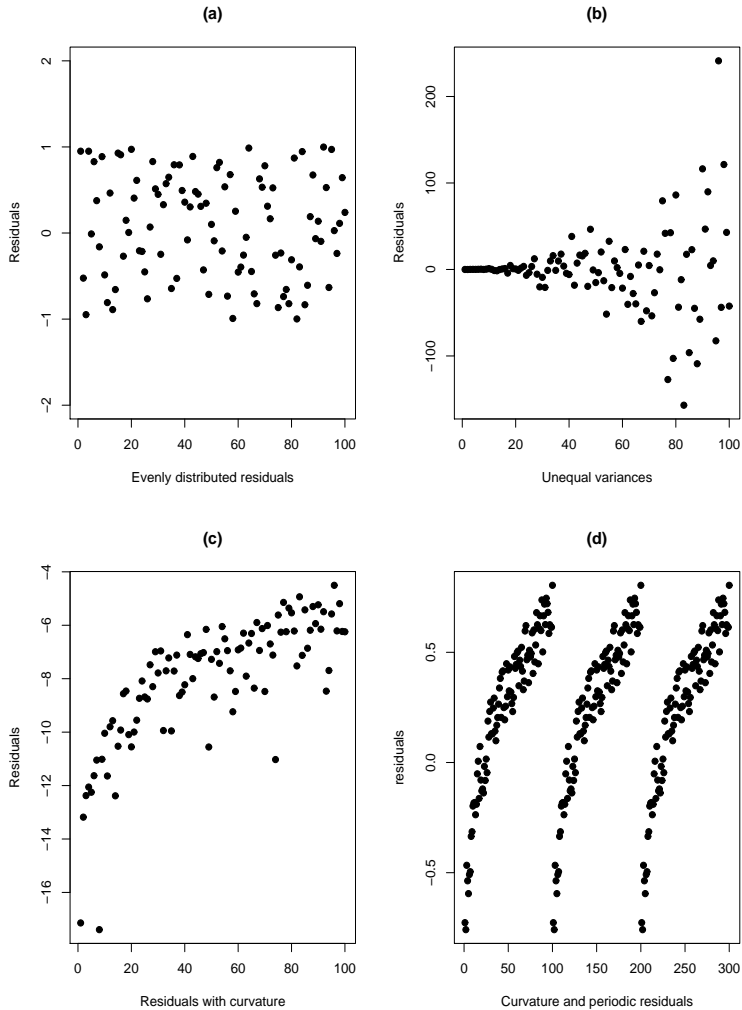 (a)
Residuals
2
1
0
−1
−2
0 20 40 60 80 100
Evenly distributed residuals
(b)
Residuals
200
100
0
−100
0 20 40 60 80 100
Unequal variances
(c)
Residuals
−4
−6
−8
−10
−12
−14
−16
0 20 40 60 80 100
Residuals with curvature
(d)
residuals
0.5
0.0
−0.5
0 50 100 150 200 250 300
Curvature and periodic residuals